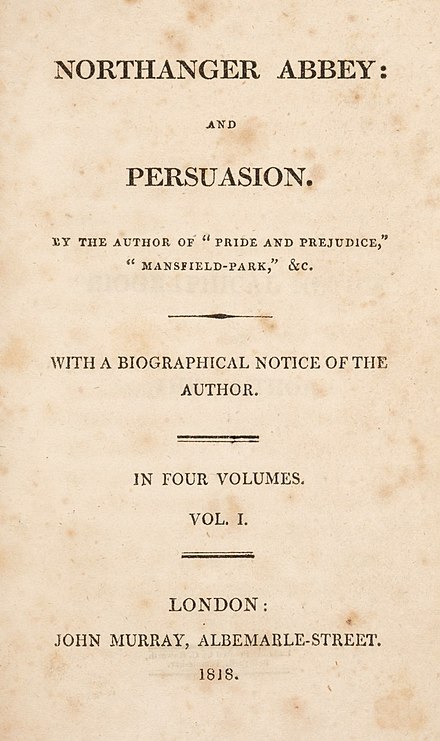 NORTHANGER ABBEY:
AND
PERSUASION.
BY THE AUTHOR OF “ PRIDE AND PREJUDICE,”
“ MANSFIELD-PARK,” &C.
WITH A BIOGRAPHICAL NOTICE OF THE
AUTHOR.
IN FOUR VOLUMES.
VOL. I.
LONDON:
JOHN MURRAY, ALBEMARLE-STREET.
1818.